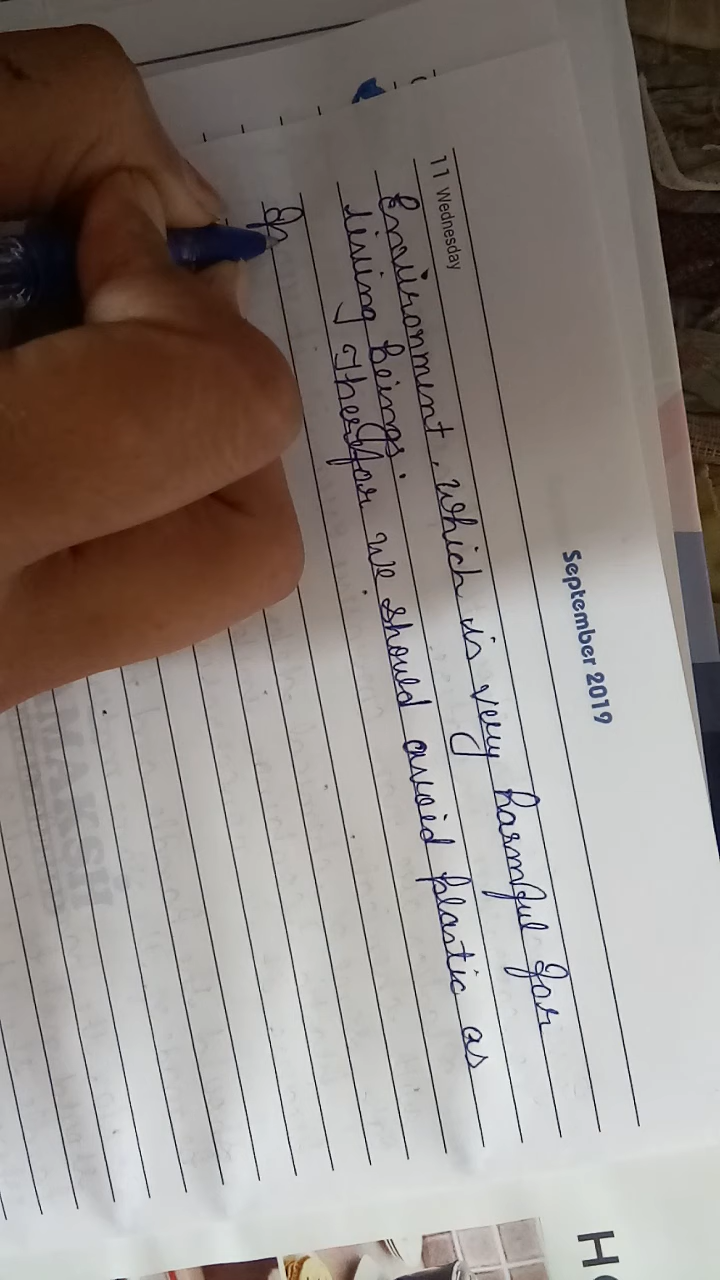 September 2019
11 Wednesday
Environment, which is very harmful for
living beings.
Therefor we should avoid plastic as